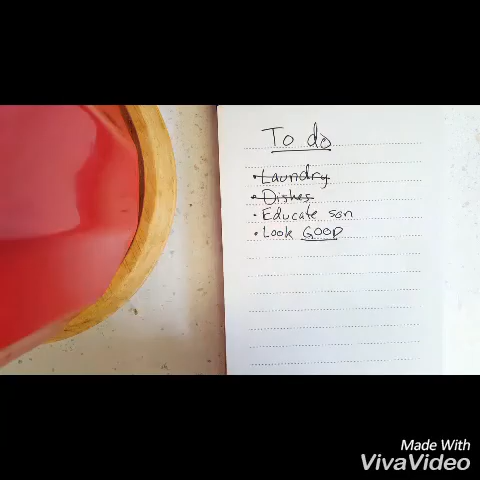 To do
• Laundry
• Dishes
• Educate son
• Look GOOD
Made With
VivaVideo